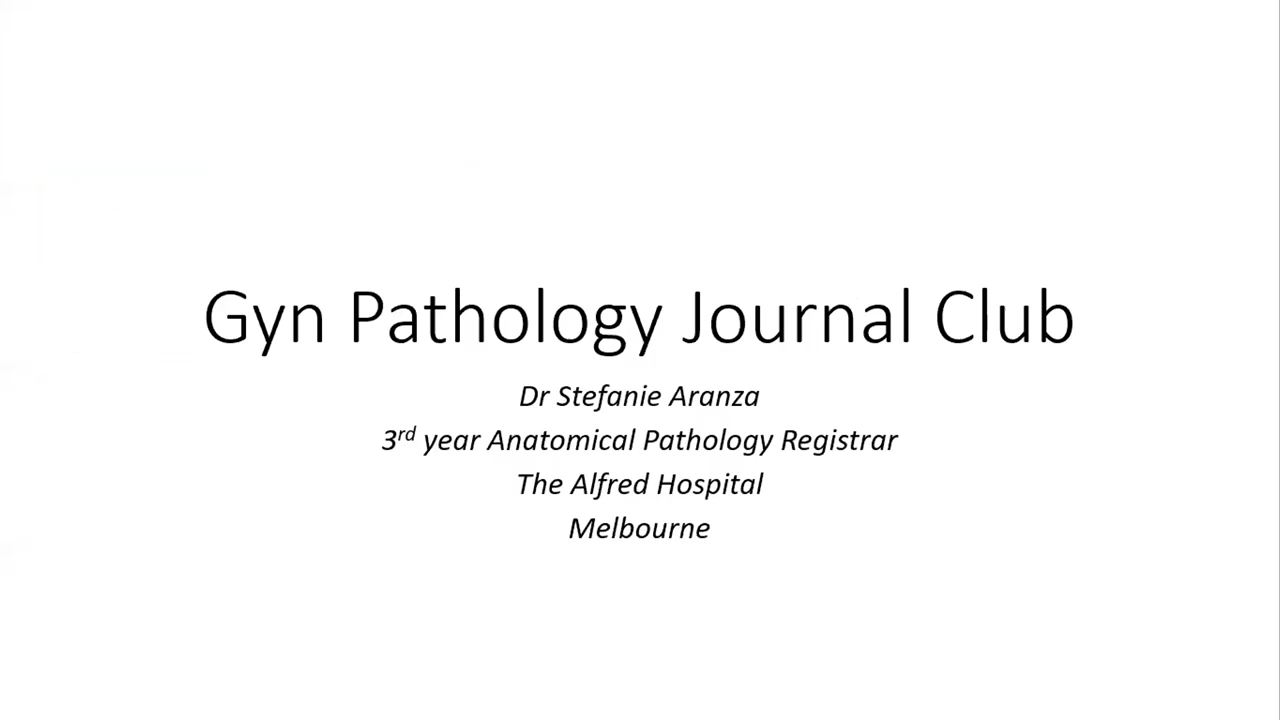 Gyn Pathology Journal Club
Dr Stefanie Aranza
3rd year Anatomical Pathology Registrar
The Alfred Hospital
Melbourne